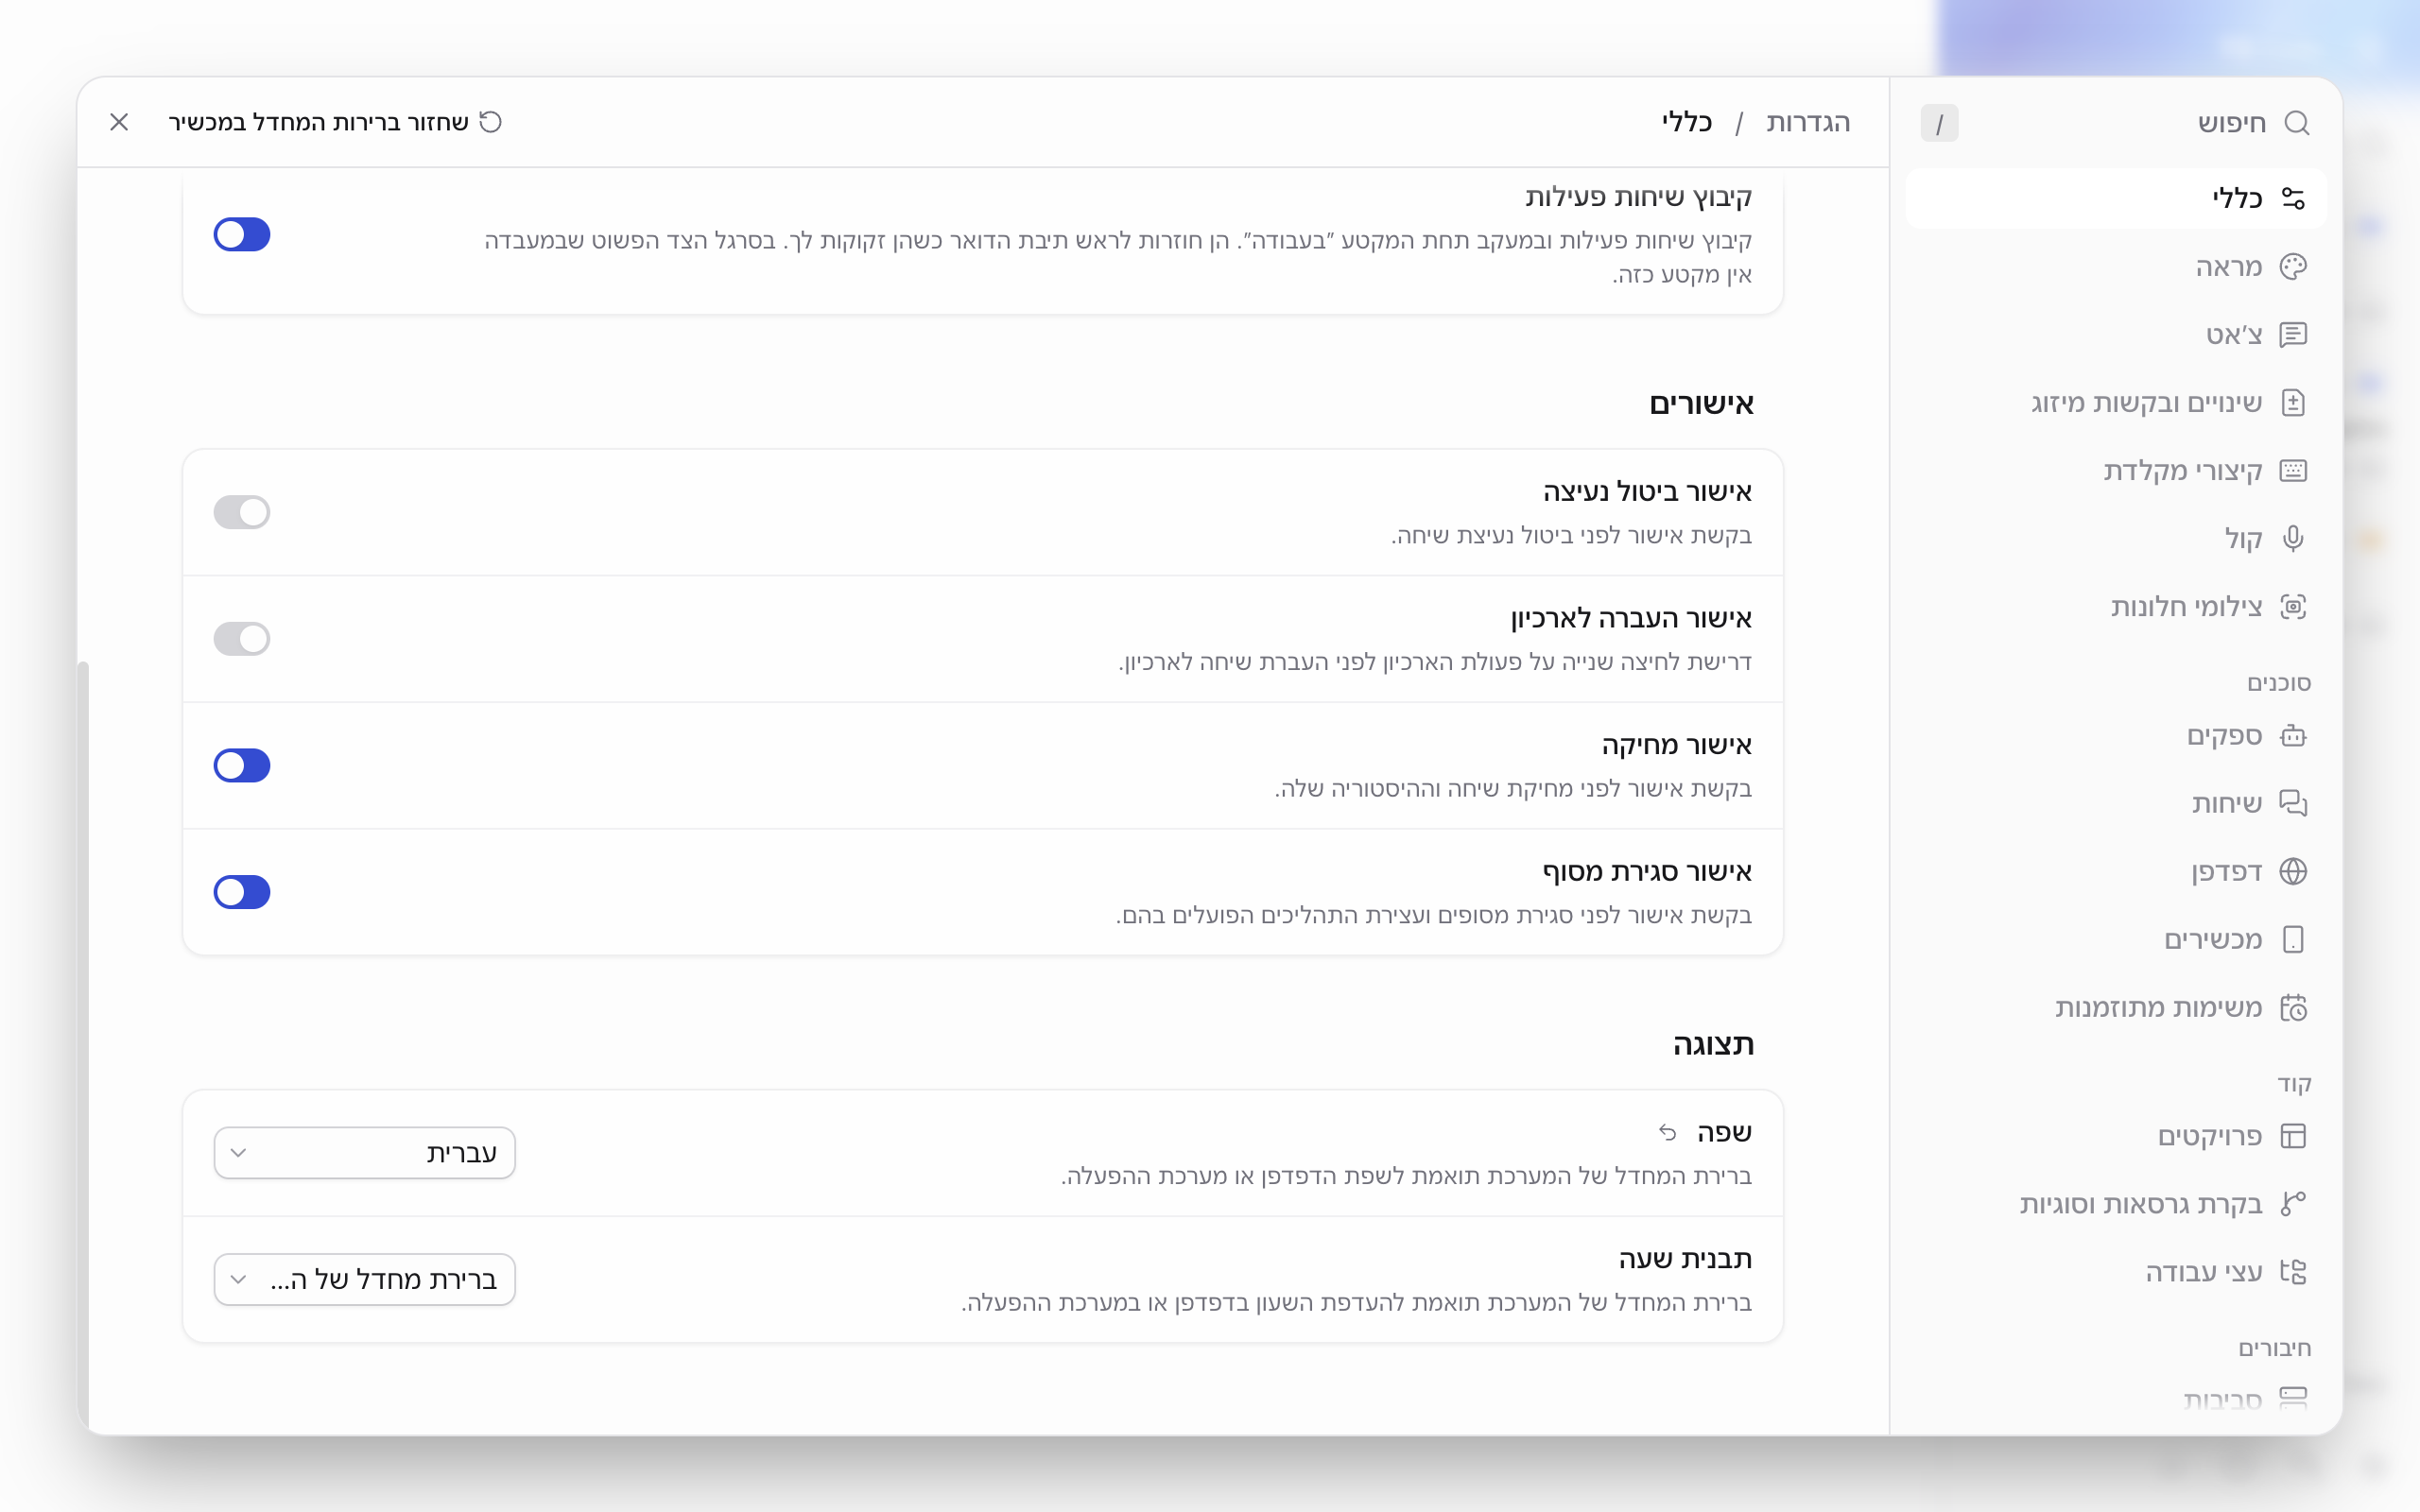 חיפוש /
כללי
מראה
צ'אט
שינויים ובקשות מיזוג
קיצורי מקלדת
קול
צילומי חלונות
סוכנים
ספקים
שיחות
דפדפן
מכשירים
משימות מתוזמנות
קוד
פרויקטים
בקרת גרסאות וסוגיות
עצי עבודה
חיבורים
סביבות
הגדרות / כללי
שחזור ברירות המחדל במכשיר
קיבוץ שיחות פעילות
קיבוץ שיחות פעילות ובמעקב תחת המקטע "בעבודה". הן חוזרות לראש תיבת הדואר כשהן זקוקות לך. בסרגל הצד הפשוט שבמעבדה
אין מקטע כזה.
אישורים
אישור ביטול נעיצה
בקשת אישור לפני ביטול נעיצת שיחה.
אישור העברה לארכיון
דרישת לחיצה שנייה על פעולת הארכיון לפני העברת שיחה לארכיון.
אישור מחיקה
בקשת אישור לפני מחיקת שיחה וההיסטוריה שלה.
אישור סגירת מסוף
בקשת אישור לפני סגירת מסופים ועצירת התהליכים הפועלים בהם.
תצוגה
שפה
ברירת המחדל של המערכת תואמת לשפת הדפדפן או מערכת ההפעלה.
עברית
תבנית שעה
ברירת המחדל של המערכת תואמת להעדפת השעון בדפדפן או במערכת ההפעלה.
ברירת מחדל של ה...